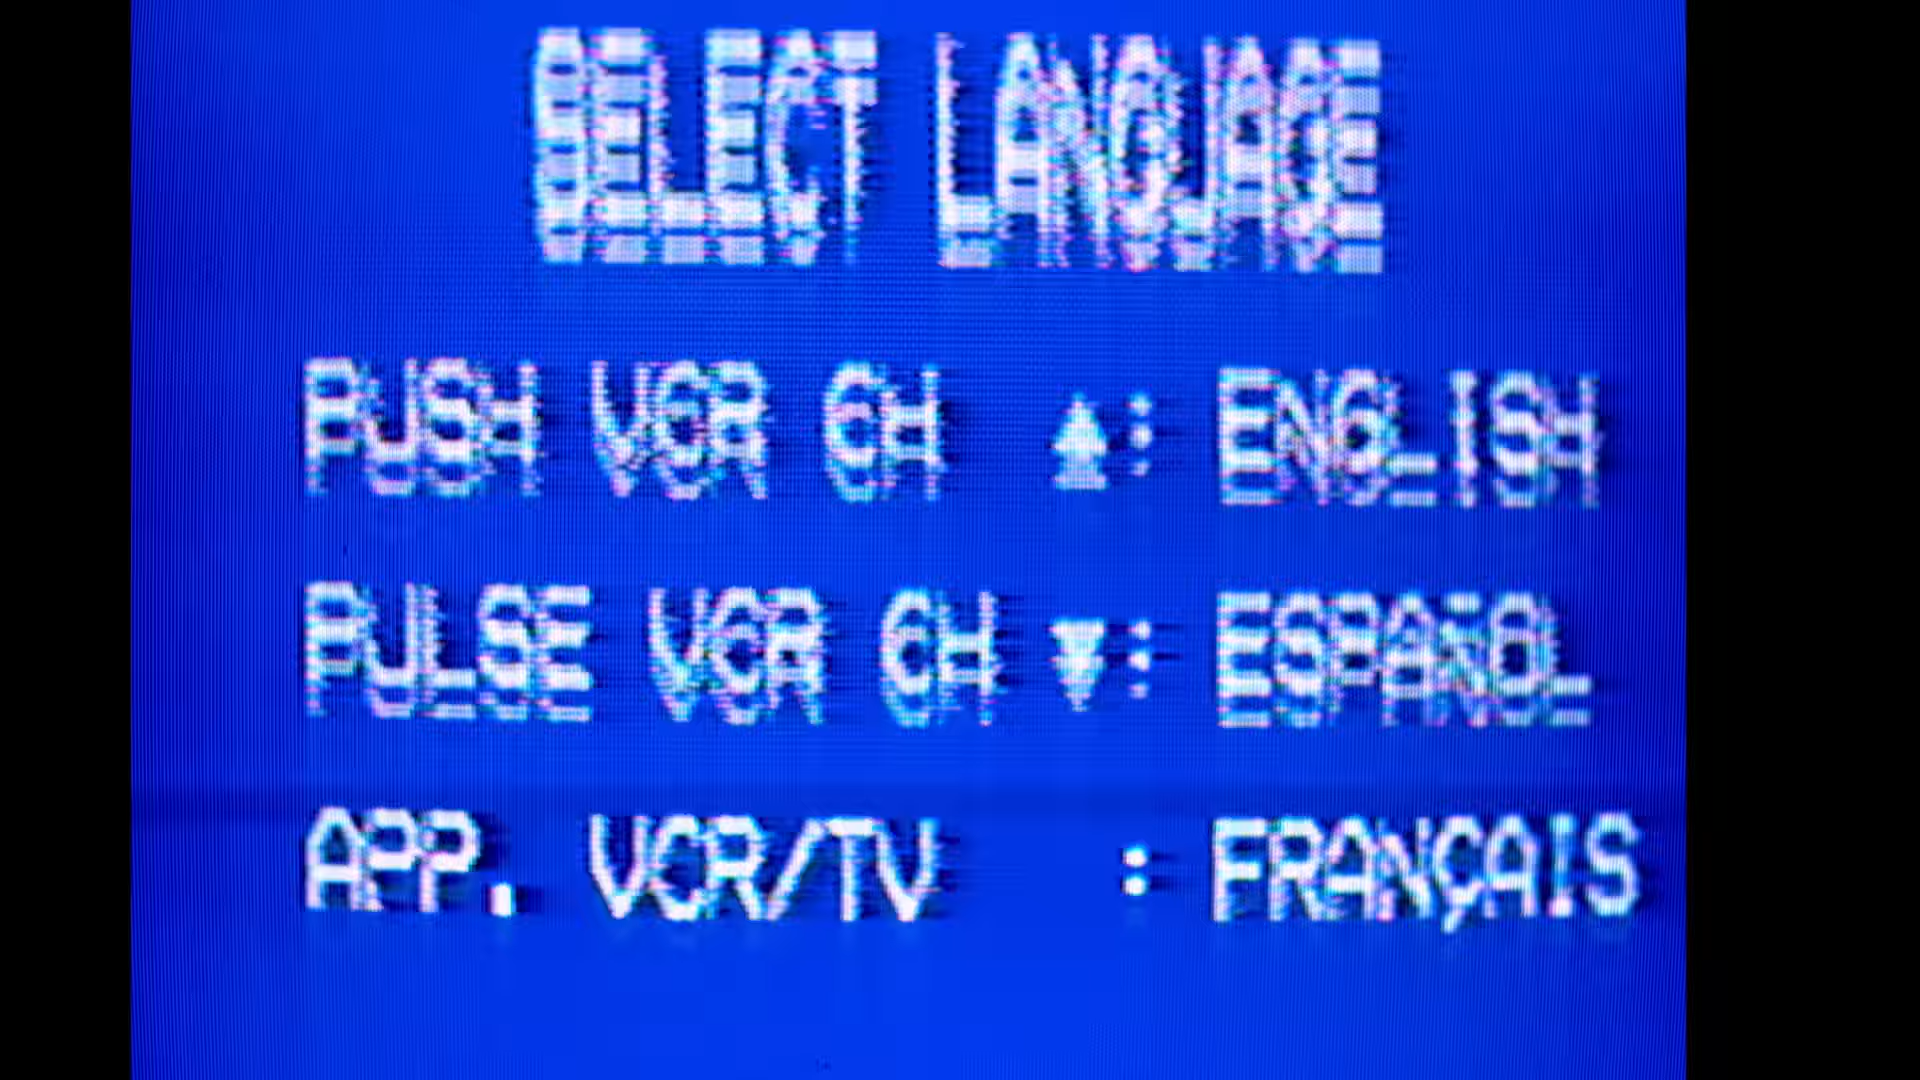 SELECT LANGUAGE
PUSH VCR CH ▲: ENGLISH
PULSE VCR CH ▼: ESPAÑOL
APP. VCR/TV : FRANÇAIS